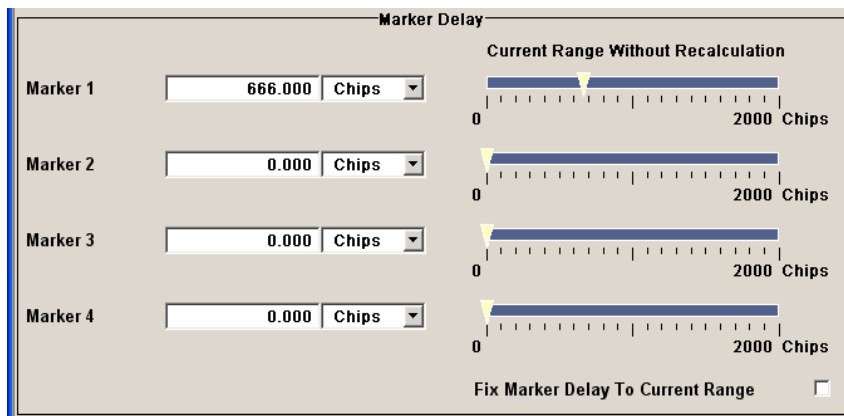 Marker Delay
Current Range Without Recalculation
Marker 1 666.000 Chips
0 2000 Chips
Marker 2 0.000 Chips
0 2000 Chips
Marker 3 0.000 Chips
0 2000 Chips
Marker 4 0.000 Chips
0 2000 Chips
Fix Marker Delay To Current Range